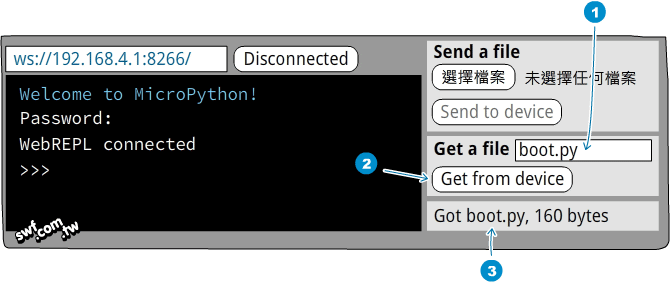 1
ws://192.168.4.1:8266/
Disconnected
Welcome to MicroPython!
Password:
WebREPL connected
>>>
swf.com.tw
Send a file
選擇檔案 未選擇任何檔案
Send to device
Get a file boot.py
2
Get from device
Got boot.py, 160 bytes
3